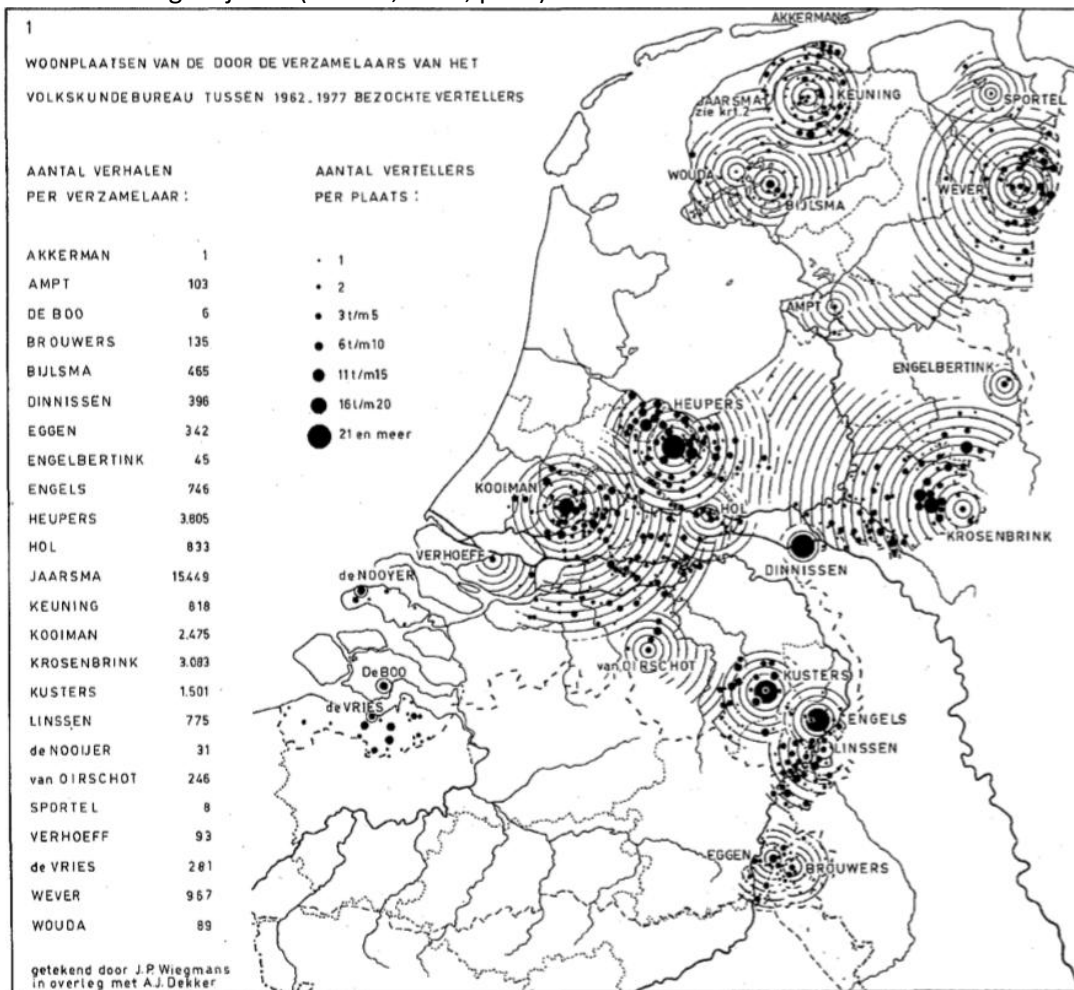 1
WOONPLAATSEN VAN DE DOOR DE VERZAMELAARS VAN HET
VOLKSKUNDEBUREAU TUSSEN 1962-1977 BEZOCHTE VERTELLERS
AANTAL VERHALEN
PER VERZAMELAAR:
AKKERMAN 1
AMPT 103
DE BOO 6
BROUWERS 135
BIJLSMA 465
DINNISSEN 396
EGGEN 342
ENGELBERTINK 45
ENGELS 746
HEUPERS 3.805
HOL 833
JAARSMA 15.449
KEUNING 818
KOOIMAN 2.475
KROSENBRINK 3.083
KUSTERS 1.501
LINSSEN 775
de NOOIJER 31
van OIRSCHOT 246
SPORTEL 8
VERHOEFF 93
de VRIES 281
WEVER 967
WOUDA 89
getekend door J.P. Wiegmans
in overleg met A.J. Dekker
AANTAL VERTELLERS
PER PLAATS:
1
2
3 t/m 5
6 t/m 10
11 t/m 15
16 t/m 20
21 en meer
AKKERMAN
JAARSMA
zie krt. 2
KEUNING
SPORTEL
WOUDA
BIJLSMA
WEVER
AMPT
ENGELBERTINK
HEUPERS
KOOIMAN
HOL
KROSENBRINK
VERHOEFF
DINNISSEN
de NOOYER
van OIRSCHOT
De BOO
KUSTERS
de VRIES
ENGELS
LINSSEN
EGGEN
BROUWERS